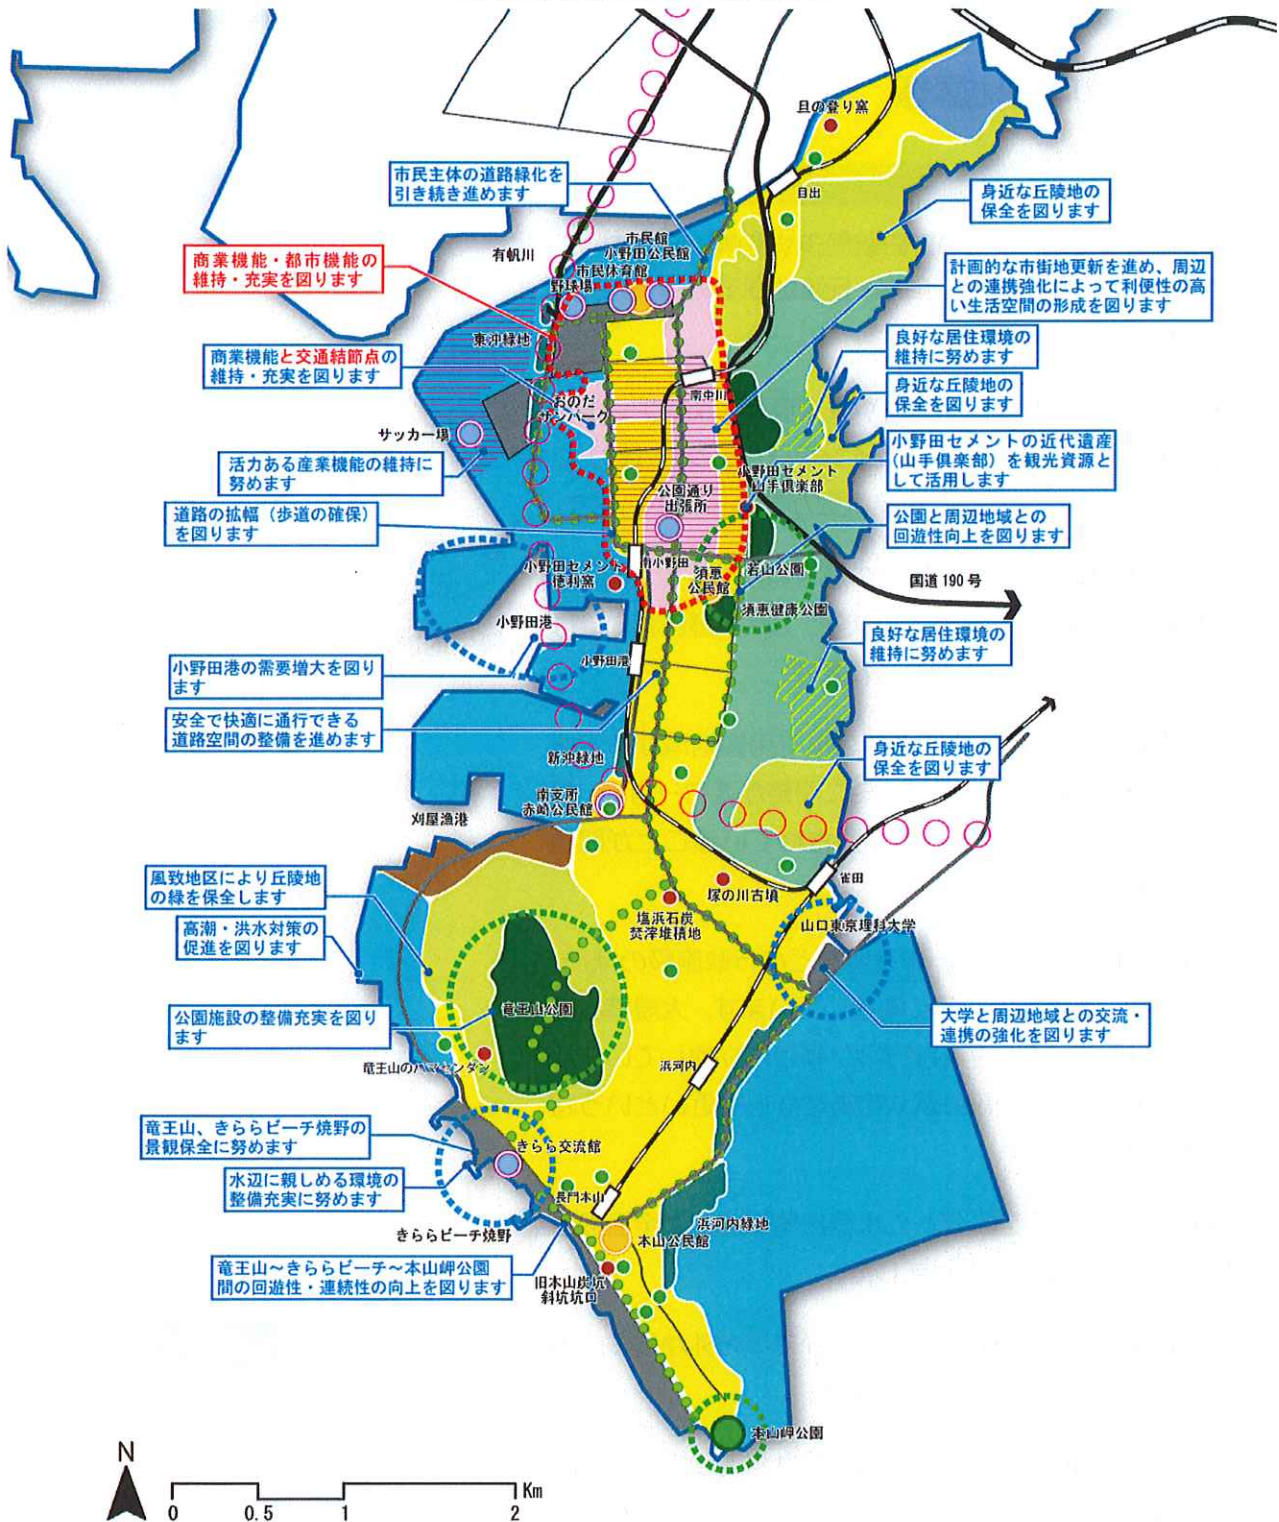 旦の登り窯
市民主体の道路緑化を
引き続き進めます
目出
身近な丘陵地の
保全を図ります
有帆川
市民館
小野田公民館
市民体育館
野球場
商業機能・都市機能の
維持・充実を図ります
計画的な市街地更新を進め、周辺
との連携強化によって利便性の高
い生活空間の形成を図ります
東沖緑地
良好な居住環境の
維持に努めます
商業機能と交通結節点の
維持・充実を図ります
南中川
身近な丘陵地の
保全を図ります
おのだ
サンパーク
サッカー場
小野田セメントの近代遺産
(山手倶楽部)を観光資源と
して活用します
活力ある産業機能の維持に
努めます
小野田セメント
山手倶楽部
公園通り
出張所
道路の拡幅(歩道の確保)
を図ります
公園と周辺地域との
回遊性向上を図ります
南小野田
小野田セメント
徳利窯
須恵
公民館
若山公園
国道190号
須恵健康公園
小野田港
良好な居住環境の
維持に努めます
小野田港の需要増大を図り
ます
小野田港
安全で快適に通行できる
道路空間の整備を進めます
新沖緑地
身近な丘陵地の
保全を図ります
南支所
赤崎公民館
刈屋漁港
風致地区により丘陵地
の緑を保全します
雀田
塚の川古墳
塩浜石炭
焚滓堆積地
山口東京理科大学
高潮・洪水対策の
促進を図ります
公園施設の整備充実を図り
ます
竜王山公園
大学と周辺地域との交流・
連携の強化を図ります
竜王山のハマセンダン
浜河内
竜王山、きららビーチ焼野の
景観保全に努めます
きらら交流館
水辺に親しめる環境の
整備充実に努めます
長門本山
浜河内緑地
きららビーチ焼野
本山公民館
竜王山～きららビーチ～本山岬公園
間の回遊性・連続性の向上を図ります
旧本山炭坑
斜坑坑口
本山岬公園
N
Km
0 0.5 1 2